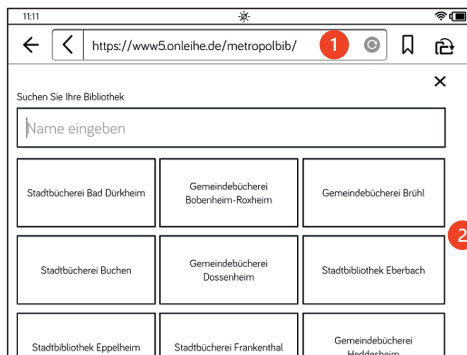 11:11
https://www5.onleihe.de/metropolbib/
1
Suchen Sie Ihre Bibliothek
Name eingeben
Stadtbücherei Bad Dürkheim
Gemeindebücherei
Bobenheim-Roxheim
Gemeindebücherei Brühl
2
Stadtbücherei Buchen
Gemeindebücherei
Dossenheim
Stadtbibliothek Eberbach
Stadtbibliothek Eppelheim
Stadtbücherei Frankenthal
Gemeindebücherei
Heddesheim